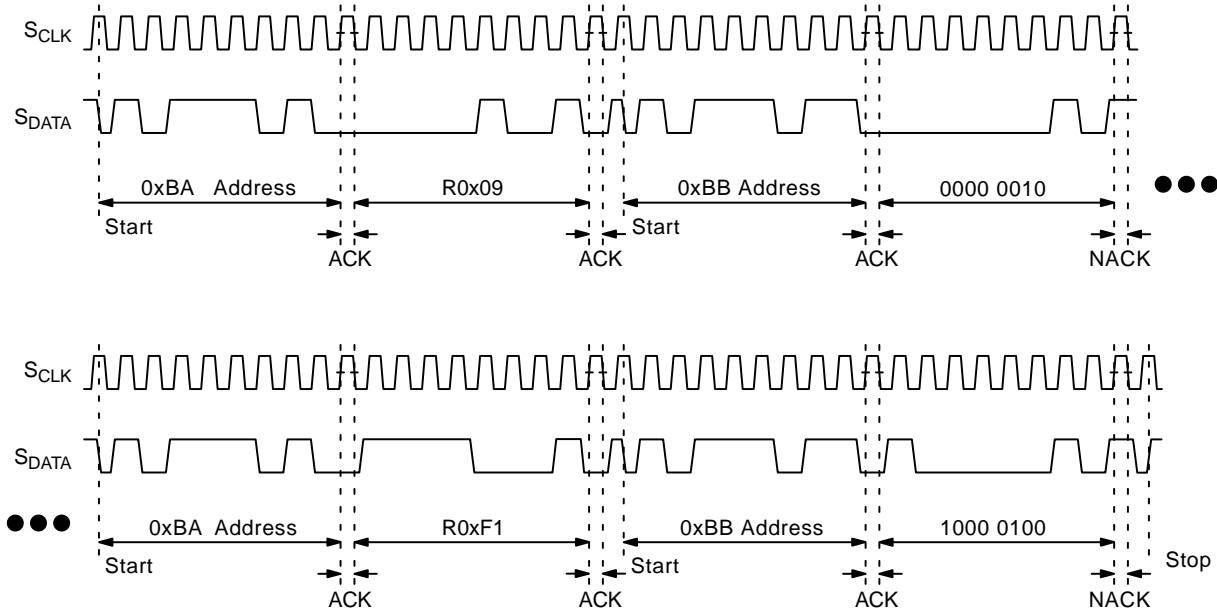 SCLK
SDATA
0xBA Address
R0x09
0xBB Address
0000 0010
Start
Start
ACK
ACK
ACK
NACK
SCLK
SDATA
0xBA Address
R0xF1
0xBB Address
1000 0100
Start
Start
Stop
ACK
ACK
ACK
NACK